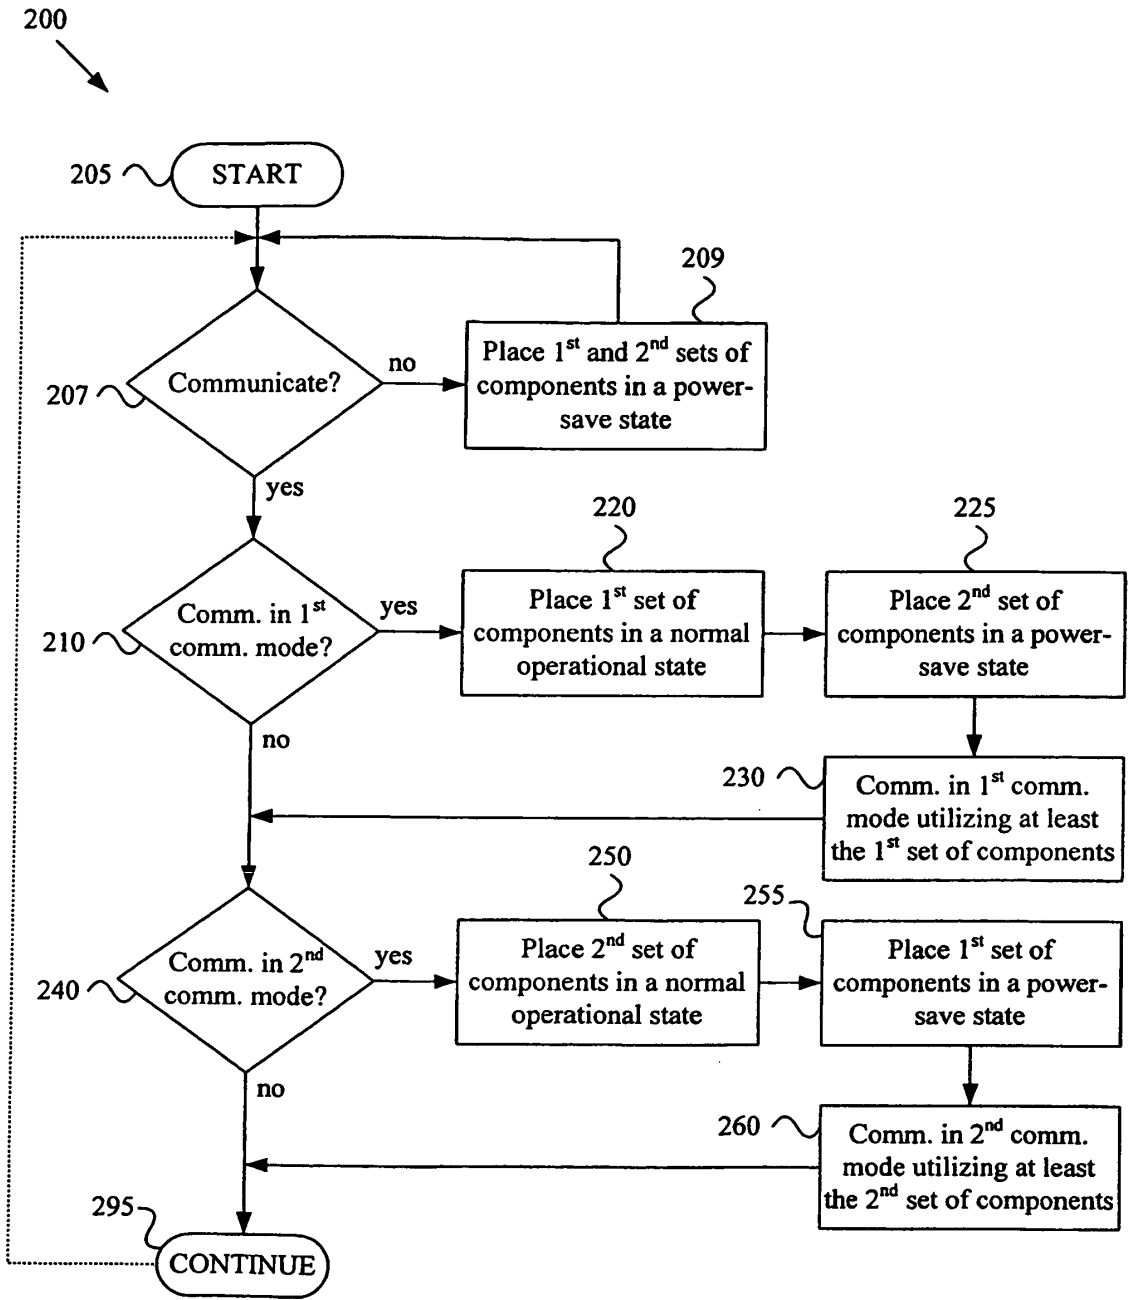 200
205
START
209
Place 1st and 2nd sets of
components in a power-
save state
no
Communicate?
207
yes
220
225
Place 1st set of
components in a normal
operational state
Place 2nd set of
components in a power-
save state
yes
Comm. in 1st
comm. mode?
210
no
230
Comm. in 1st comm.
mode utilizing at least
the 1st set of components
250
255
Place 2nd set of
components in a normal
operational state
Place 1st set of
components in a power-
save state
yes
Comm. in 2nd
comm. mode?
240
no
260
Comm. in 2nd comm.
mode utilizing at least
the 2nd set of components
295
CONTINUE